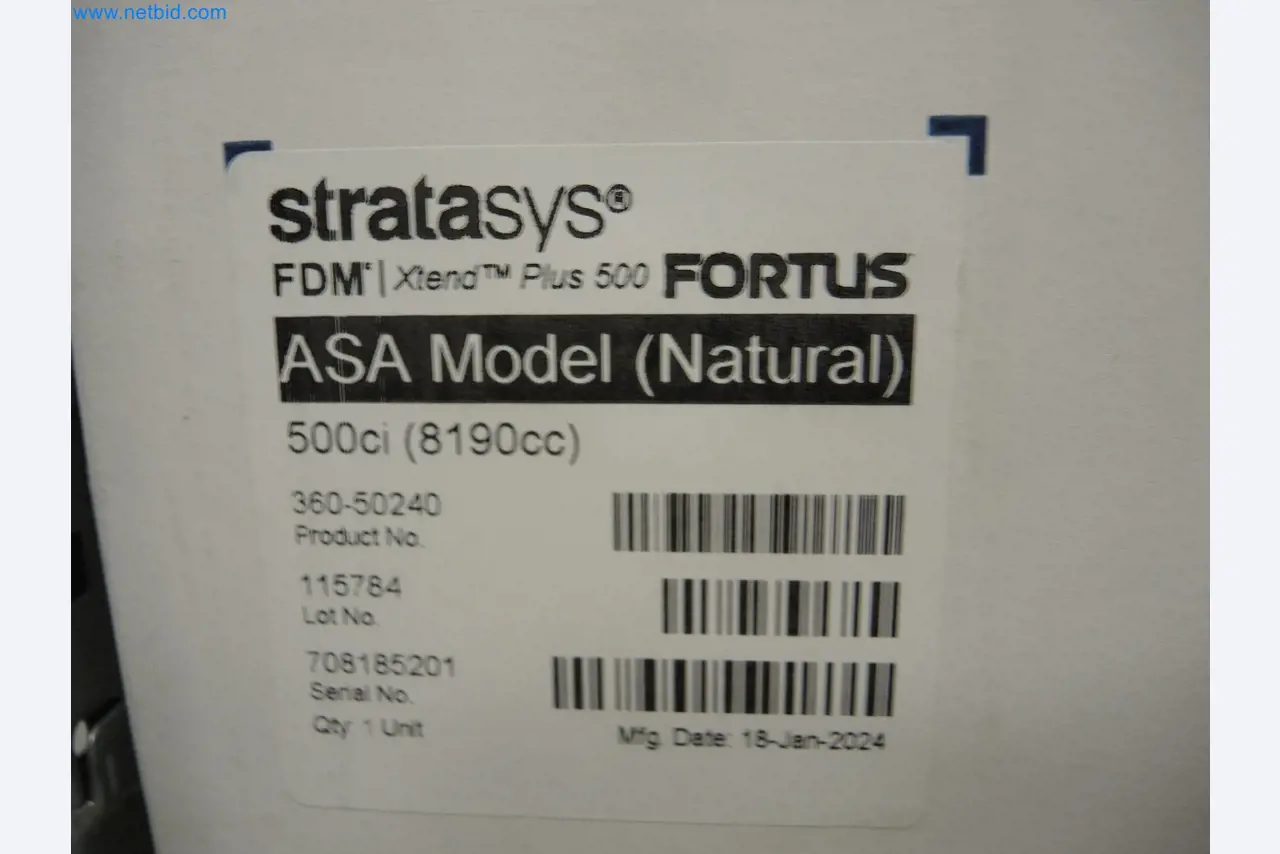 www.netbid.com
stratasys®
FDM® | Xtend™ Plus 500 FORTUS
ASA Model (Natural)
500ci (8190cc)
360-50240
Product No.
115784
Lot No.
708185201
Serial No.
Qty 1 Unit
Mfg. Date: 18-Jan-2024